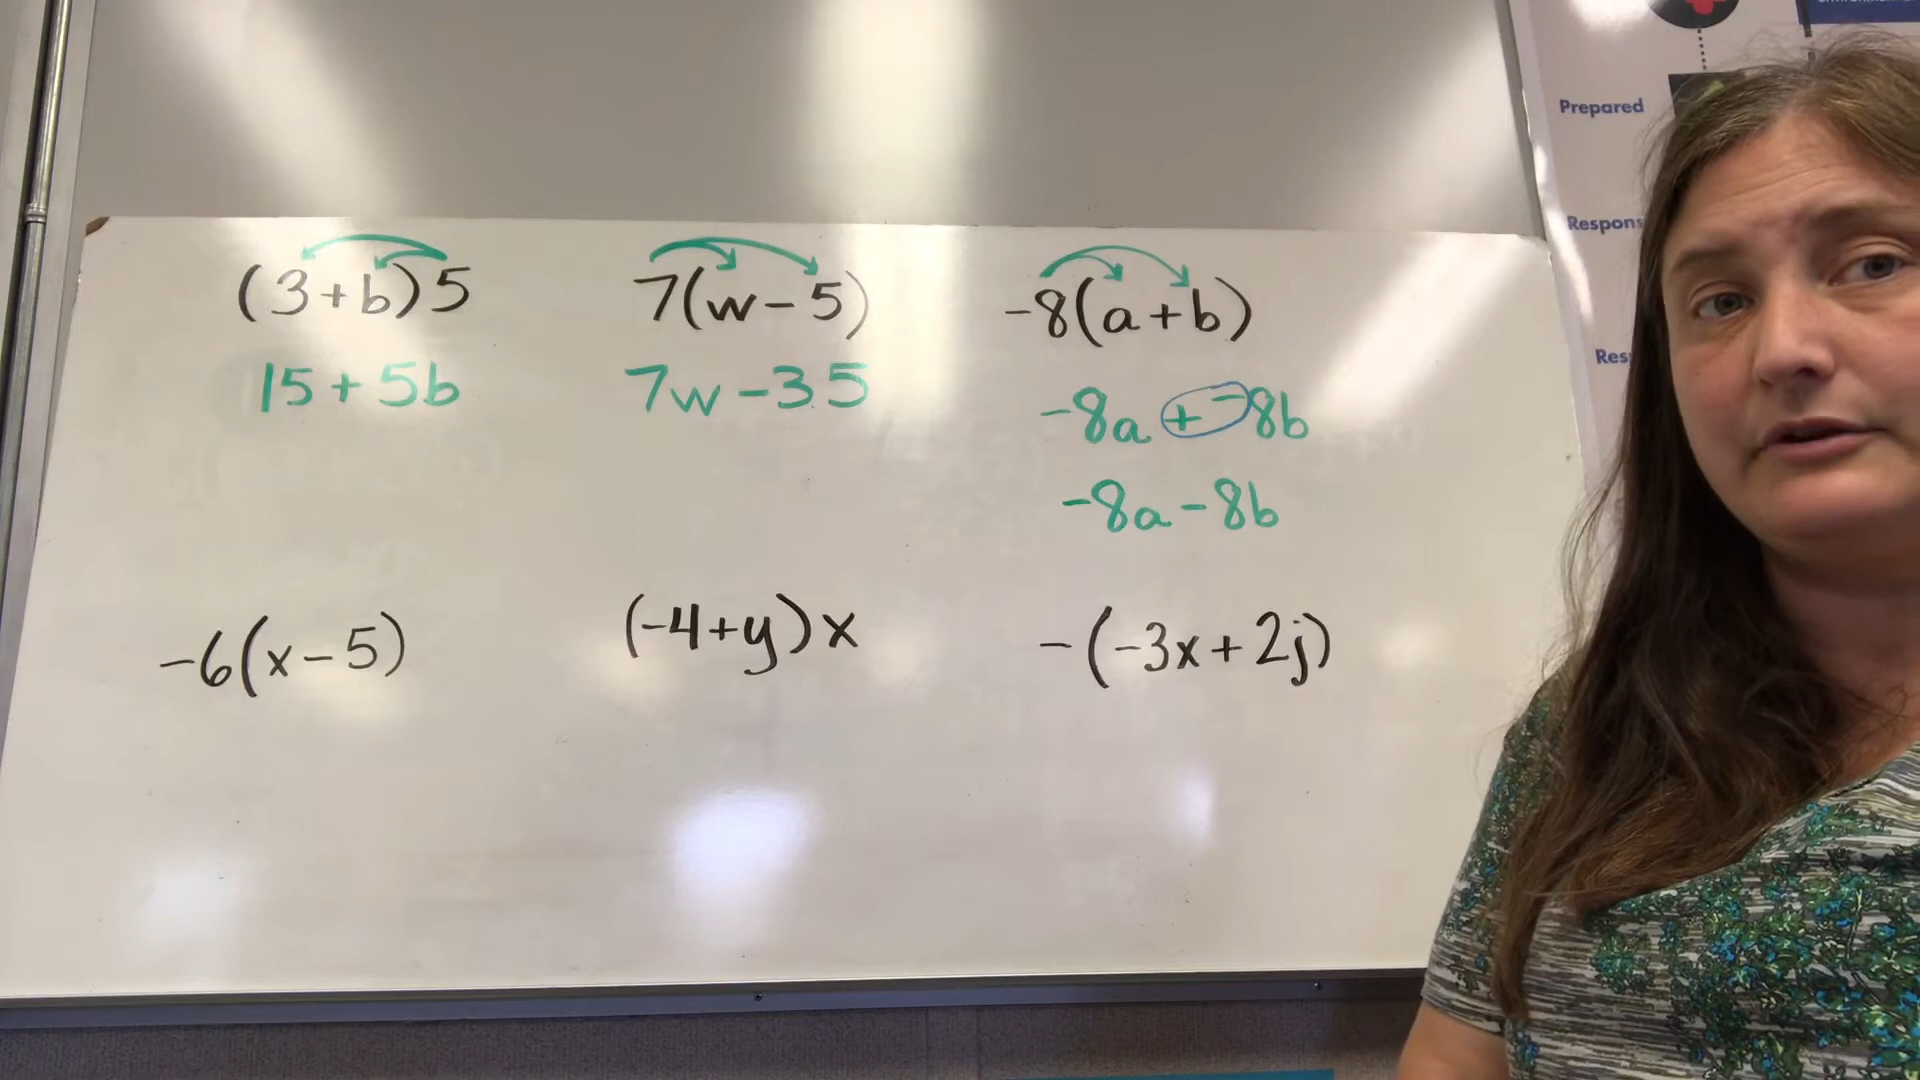 Prepared
Respons
Res
(3+b)5
7(w-5)
-8(a+b)
15+5b
7w-35
-8a+-8b
-8a-8b
-6(x-5)
(-4+y)x
-(-3x+2j)